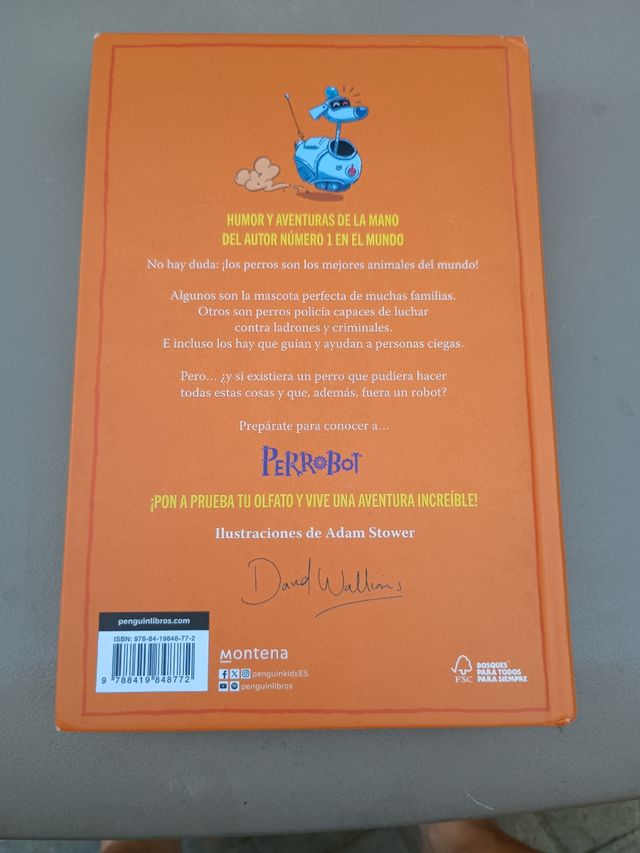 HUMOR Y AVENTURAS DE LA MANO
DEL AUTOR NÚMERO 1 EN EL MUNDO
No hay duda: ¡los perros son los mejores animales del mundo!
Algunos son la mascota perfecta de muchas familias.
Otros son perros policía capaces de luchar
contra ladrones y criminales.
E incluso los hay que guían y ayudan a personas ciegas.
Pero... ¿y si existiera un perro que pudiera hacer
todas estas cosas y que, además, fuera un robot?
Prepárate para conocer a...
PERROBOT
¡PON A PRUEBA TU OLFATO Y VIVE UNA AVENTURA INCREÍBLE!
Ilustraciones de Adam Stower
David Walliams
penguinlibros.com
ISBN: 978-84-19848-77-2
9 788419 848772
Montena
penguinkidsES
penguinlibros
FSC
BOSQUES
PARA TODOS
PARA SIEMPRE